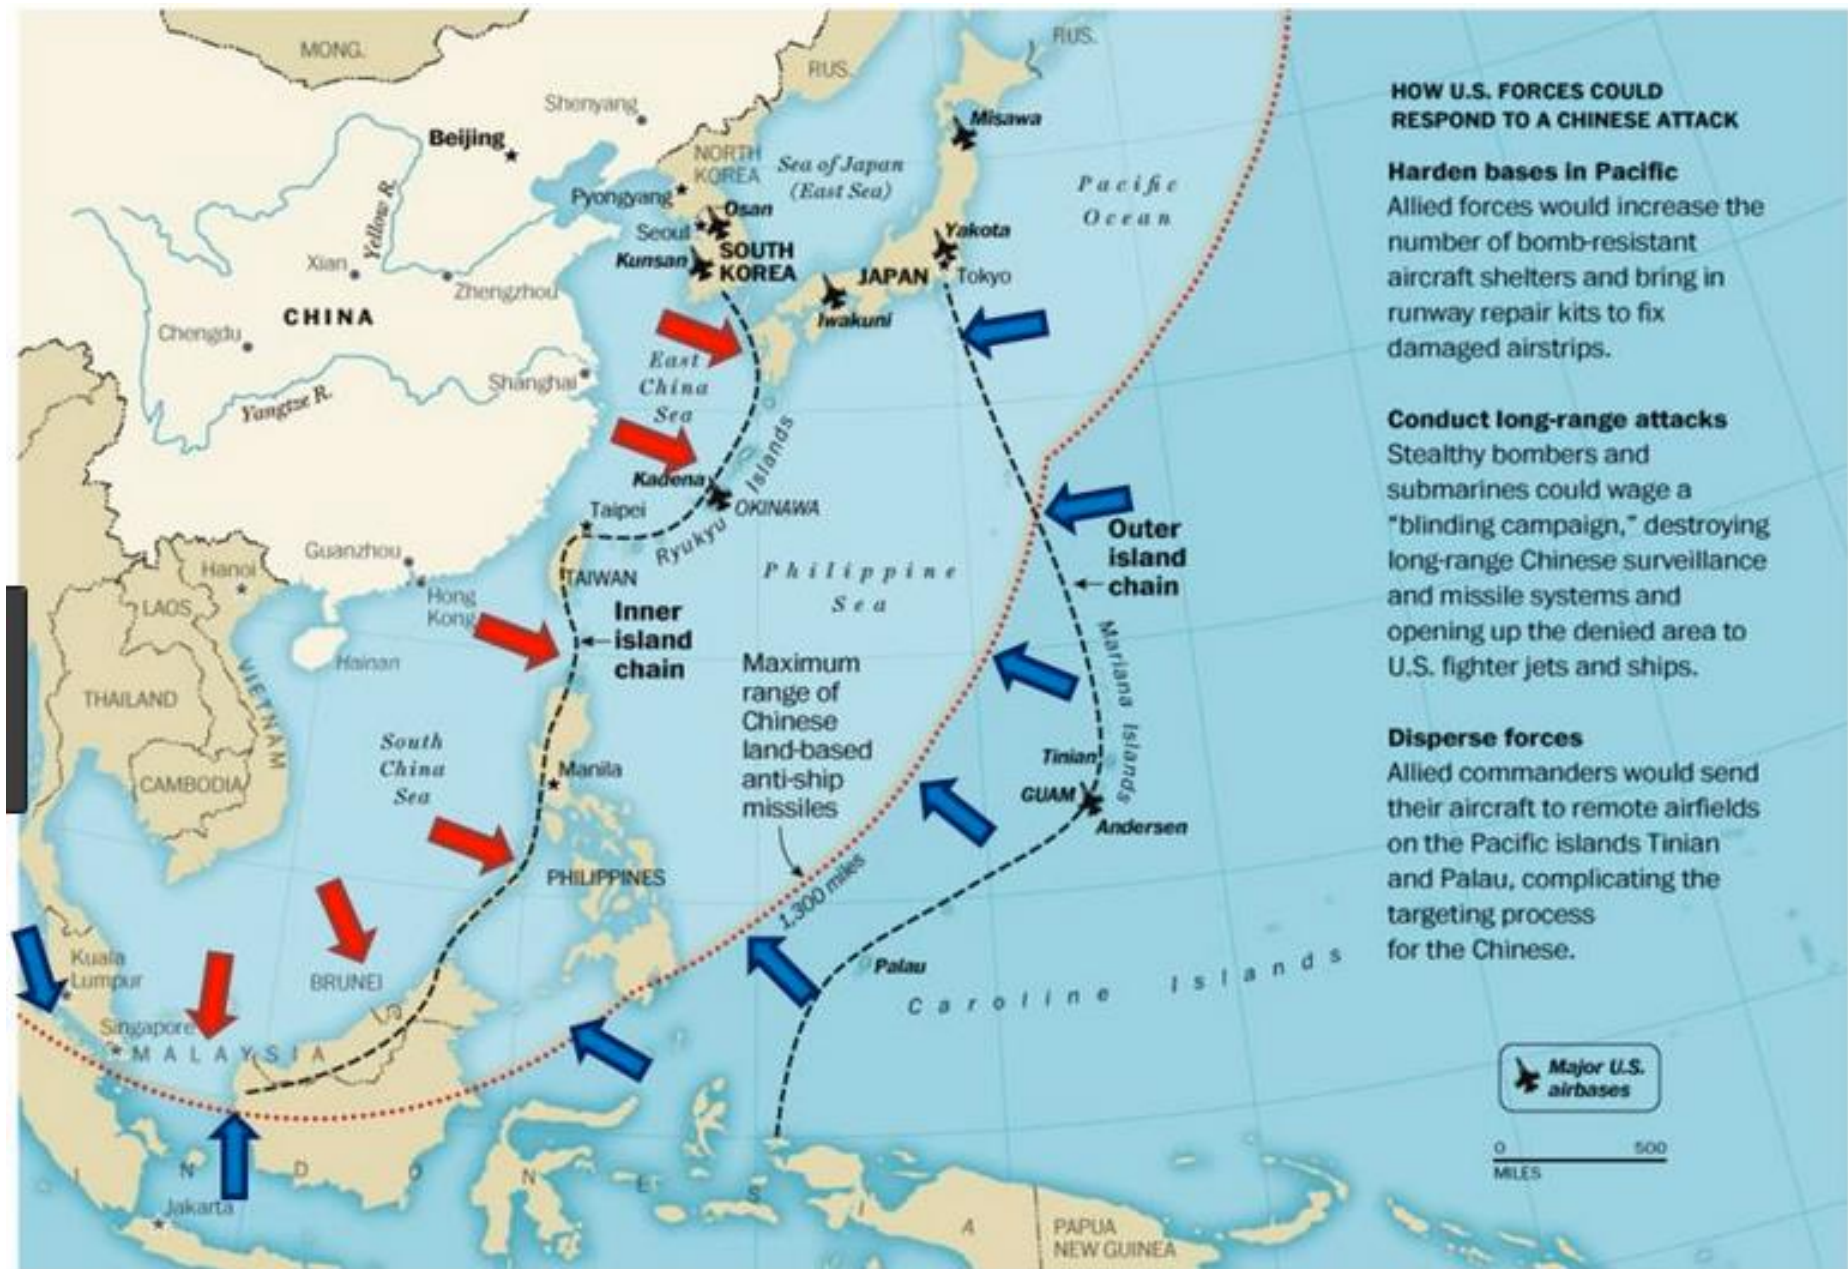 MONG.
RUS.
RUS.
Shenyang
Beijing
Misawa
NORTH
KOREA
Sea of Japan
(East Sea)
Pyongyang
Pacific
Ocean
Osan
Seoul
Yellow R.
Yakota
Kunsan
SOUTH
KOREA
JAPAN
Tokyo
Xian
Zhengzhou
Iwakuni
CHINA
Chengdu
East
China
Sea
Shanghai
Yangtze R.
Kadena
OKINAWA
Ryukyu Islands
Taipei
Outer
island
chain
Guanzhou
Hanoi
TAIWAN
Philippine
Sea
LAOS
Hong
Kong
Inner
island
chain
Hainan
Mariana Islands
Maximum
range of
Chinese
land-based
anti-ship
missiles
THAILAND
VIETNAM
South
China
Sea
Tinian
Manila
CAMBODIA
GUAM
Andersen
PHILIPPINES
1,300 miles
Kuala
Lumpur
BRUNEI
Palau
Caroline Islands
Singapore
MALAYSIA
INDONESIA
Jakarta
PAPUA
NEW GUINEA
HOW U.S. FORCES COULD
RESPOND TO A CHINESE ATTACK
Harden bases in Pacific
Allied forces would increase the
number of bomb-resistant
aircraft shelters and bring in
runway repair kits to fix
damaged airstrips.
Conduct long-range attacks
Stealthy bombers and
submarines could wage a
"blinding campaign," destroying
long-range Chinese surveillance
and missile systems and
opening up the denied area to
U.S. fighter jets and ships.
Disperse forces
Allied commanders would send
their aircraft to remote airfields
on the Pacific islands Tinian
and Palau, complicating the
targeting process
for the Chinese.
Major U.S.
airbases
0 500
MILES